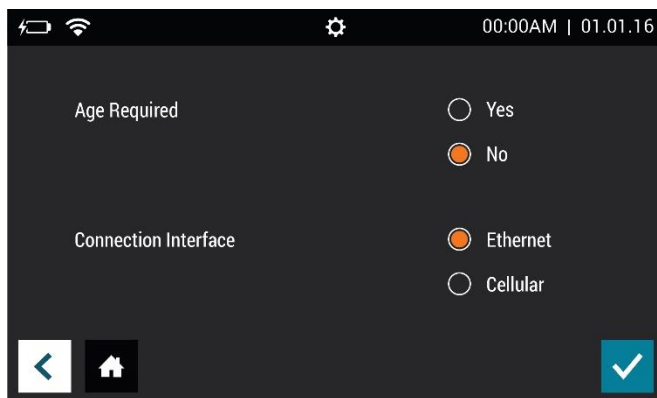 00:00AM | 01.01.16
Age Required
Yes
No
Connection Interface
Ethernet
Cellular